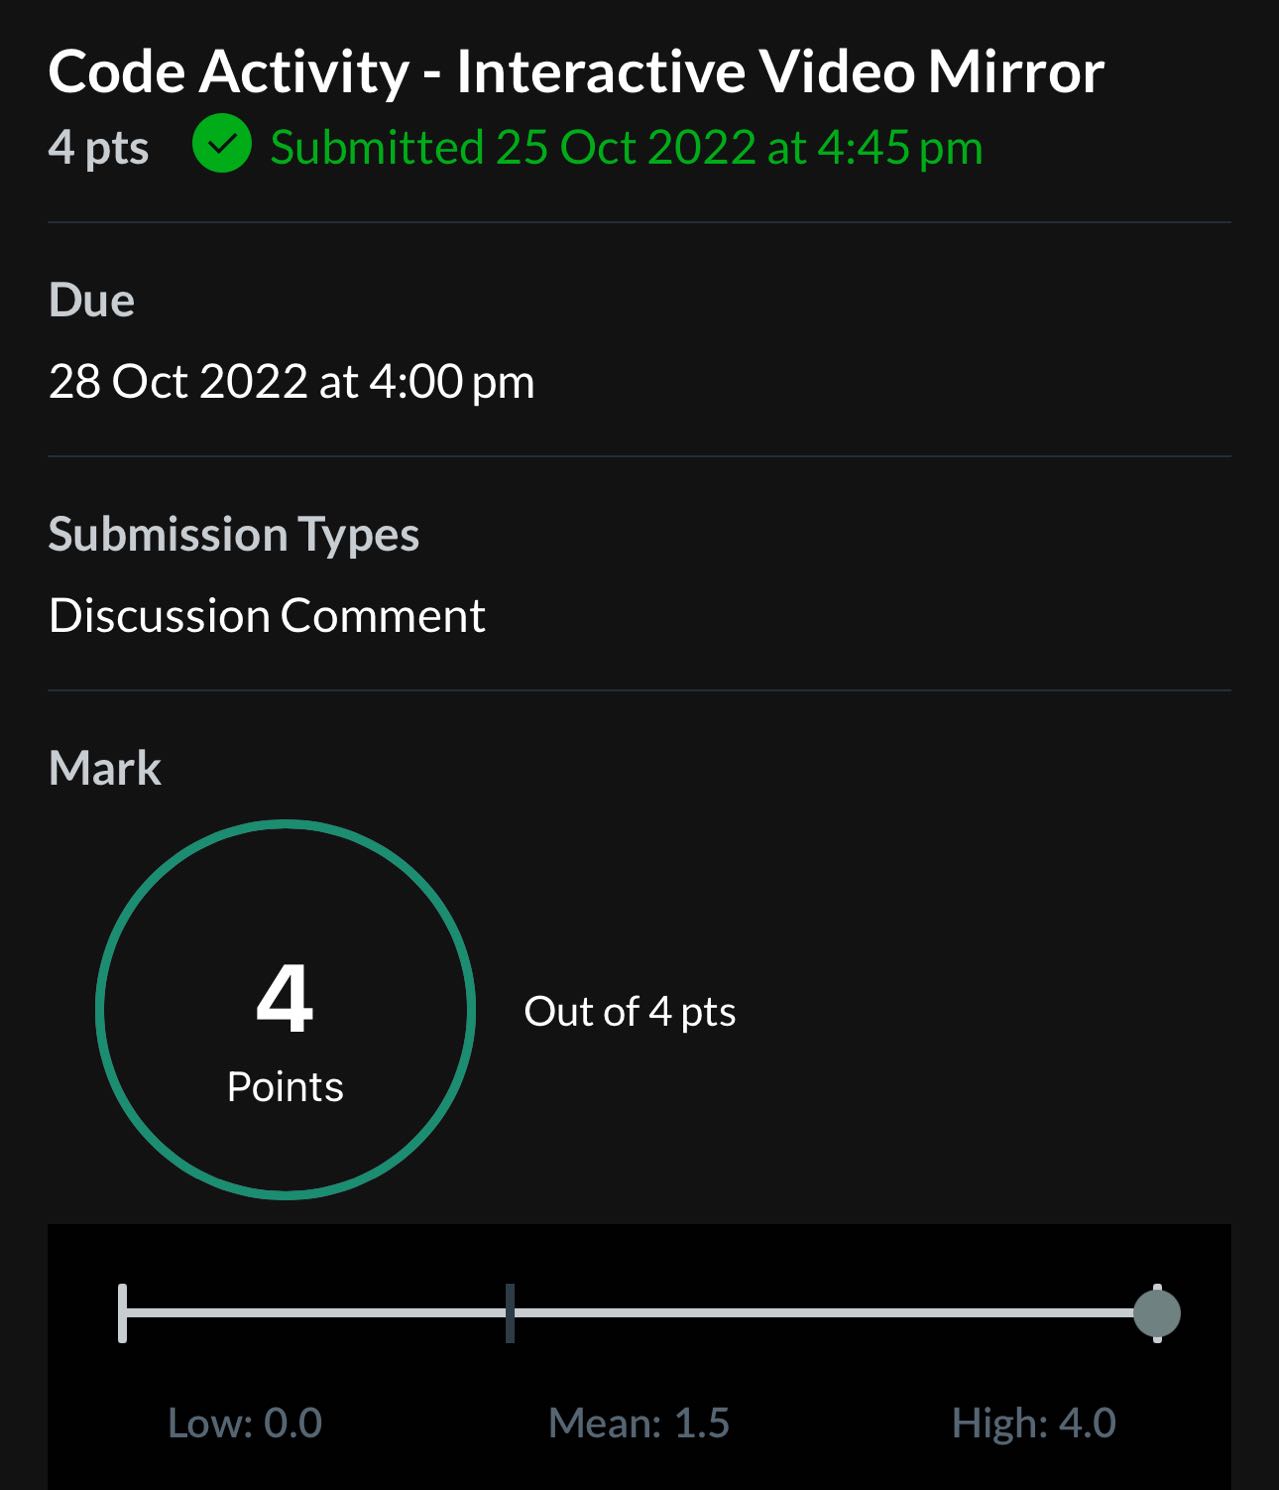 Code Activity - Interactive Video Mirror
4 pts Submitted 25 Oct 2022 at 4:45 pm
Due
28 Oct 2022 at 4:00 pm
Submission Types
Discussion Comment
Mark
4
Points
Out of 4 pts
Low: 0.0 Mean: 1.5 High: 4.0